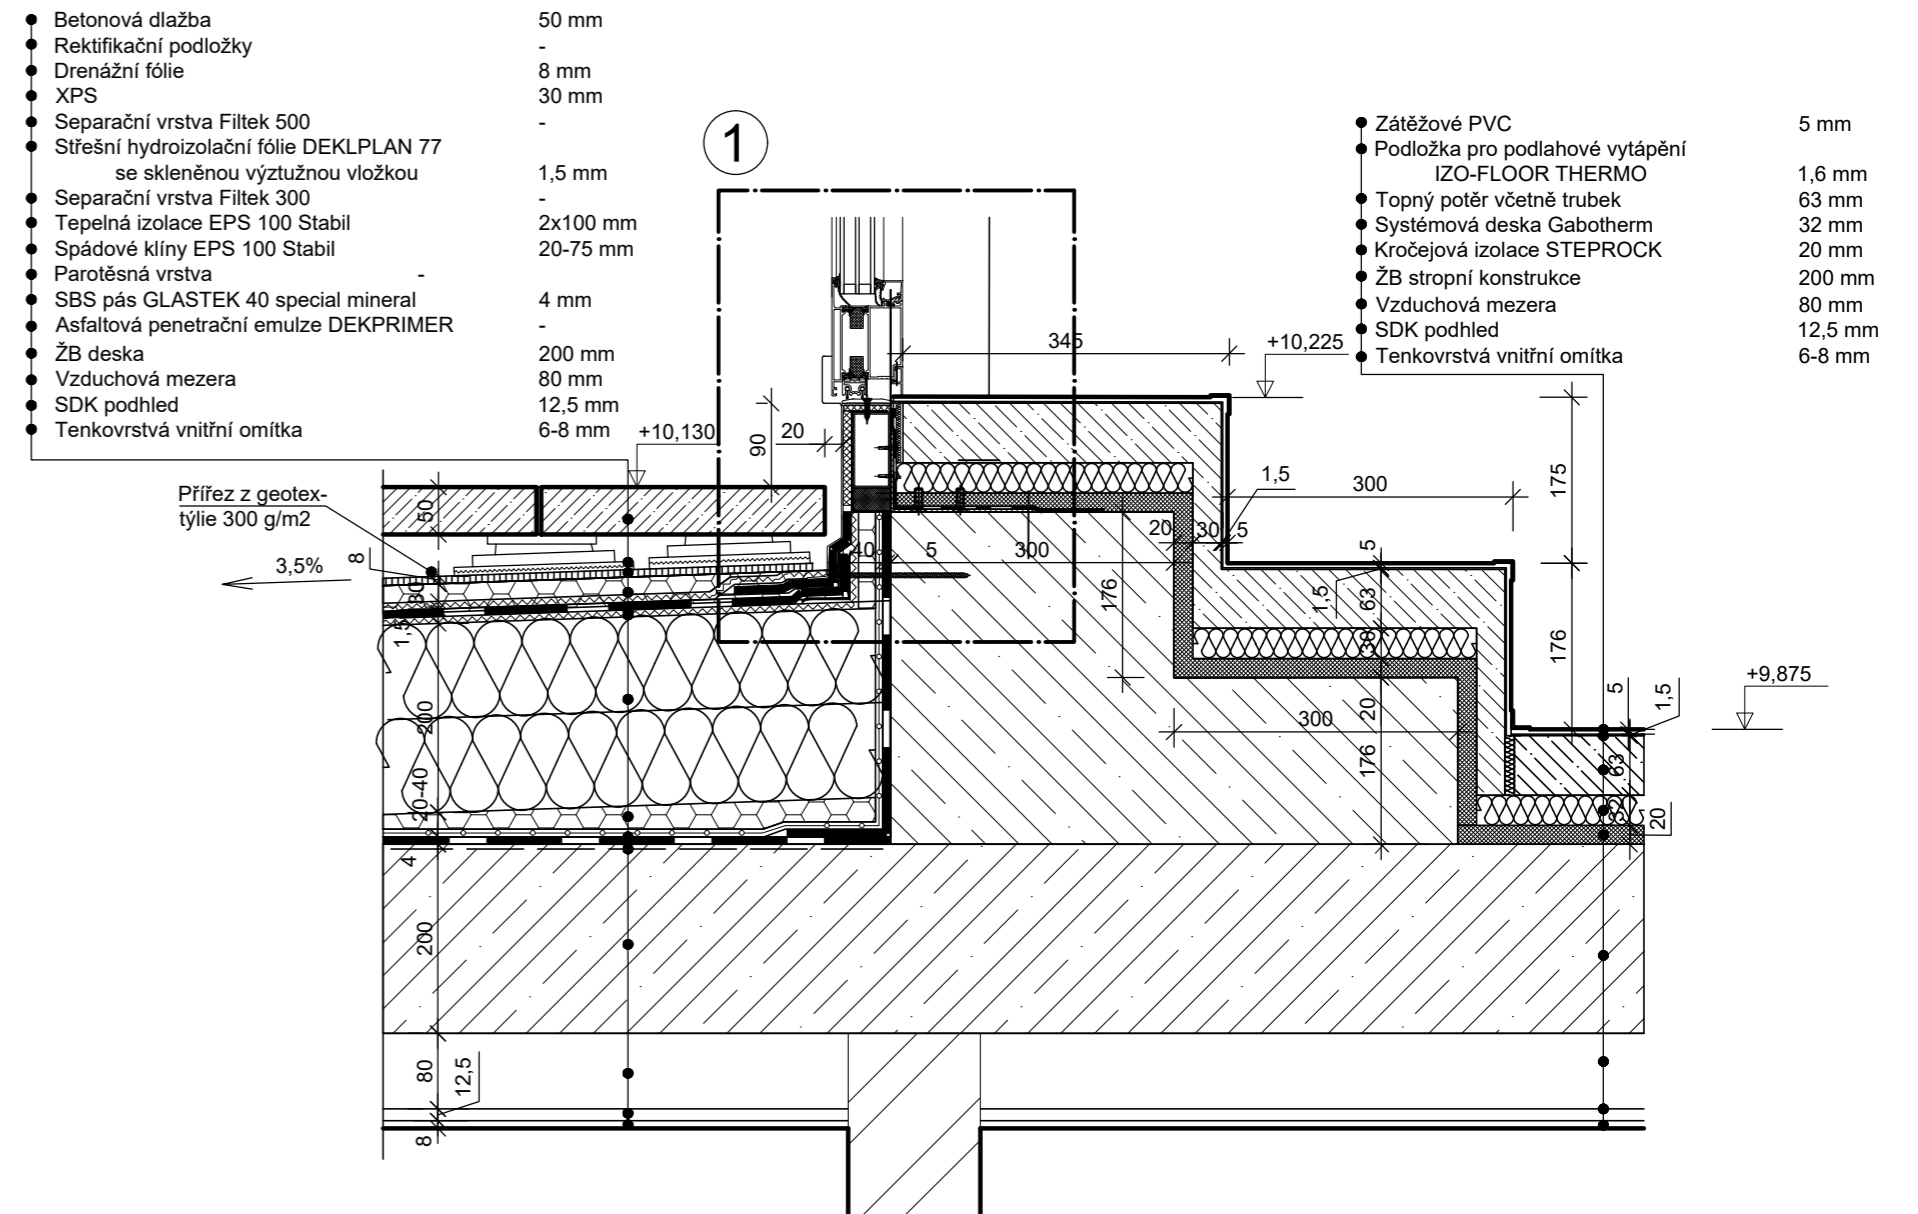 Betonová dlažba 50 mm
Rektifikační podložky -
Drenážní fólie 8 mm
XPS 30 mm
Separační vrstva Filtek 500 -
Střešní hydroizolační fólie DEKLPLAN 77
se skleněnou výztužnou vložkou 1,5 mm
Separační vrstva Filtek 300 -
Tepelná izolace EPS 100 Stabil 2x100 mm
Spádové klíny EPS 100 Stabil 20-75 mm
Parotěsná vrstva -
SBS pás GLASTEK 40 special mineral 4 mm
Asfaltová penetrační emulze DEKPRIMER -
ŽB deska 200 mm
Vzduchová mezera 80 mm
SDK podhled 12,5 mm
Tenkovrstvá vnitřní omítka 6-8 mm
1
Zátěžové PVC 5 mm
Podložka pro podlahové vytápění
IZO-FLOOR THERMO 1,6 mm
Topný potěr včetně trubek 63 mm
Systémová deska Gabotherm 32 mm
Kročejová izolace STEPROCK 20 mm
ŽB stropní konstrukce 200 mm
Vzduchová mezera 80 mm
SDK podhled 12,5 mm
Tenkovrstvá vnitřní omítka 6-8 mm
345
+10,225
+10,130
20
90
Přířez z geotex-
týlie 300 g/m2
50
8
3,5%
30
1,5
200
20-40
4
200
80
12,5
8
40
5
300
20
30
5
1,5
300
175
176
176
5
1,5
63
30
20
176
300
5
1,5
63
32
20
+9,875